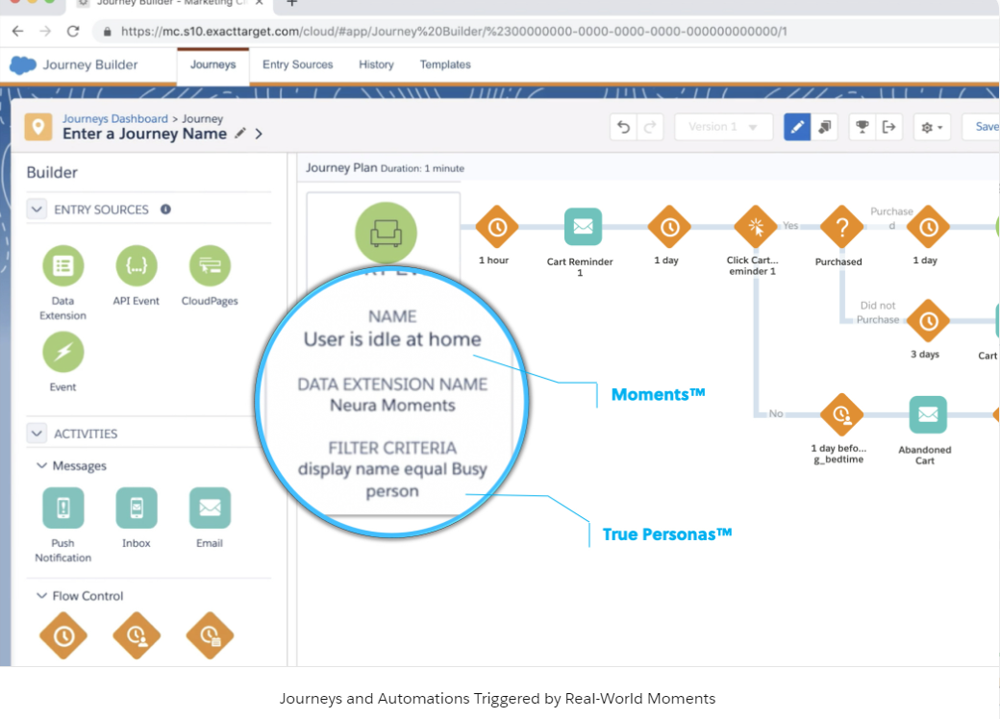 Journey Builder - Marketing Cl
https://mc.s10.exacttarget.com/cloud/#app/Journey%20Builder/%2300000000-0000-0000-0000-000000000000/1
Journey Builder
Journeys
Entry Sources
History
Templates
Journeys Dashboard > Journey
Enter a Journey Name
Version 1
Save
Builder
Journey Plan Duration: 1 minute
ENTRY SOURCES
Data
Extension
API Event
CloudPages
Event
ACTIVITIES
Messages
Push
Notification
Inbox
Email
Flow Control
NAME
User is idle at home
DATA EXTENSION NAME
Neura Moments
FILTER CRITERIA
display name equal Busy
person
Moments™
True Personas™
1 hour
Cart Reminder
1
1 day
Click Cart...
eminder 1
Yes
Purchased
Purchase
d
1 day
Did not
Purchase
3 days
Cart
No
1 day befo...
g_bedtime
Abandoned
Cart
Journeys and Automations Triggered by Real-World Moments